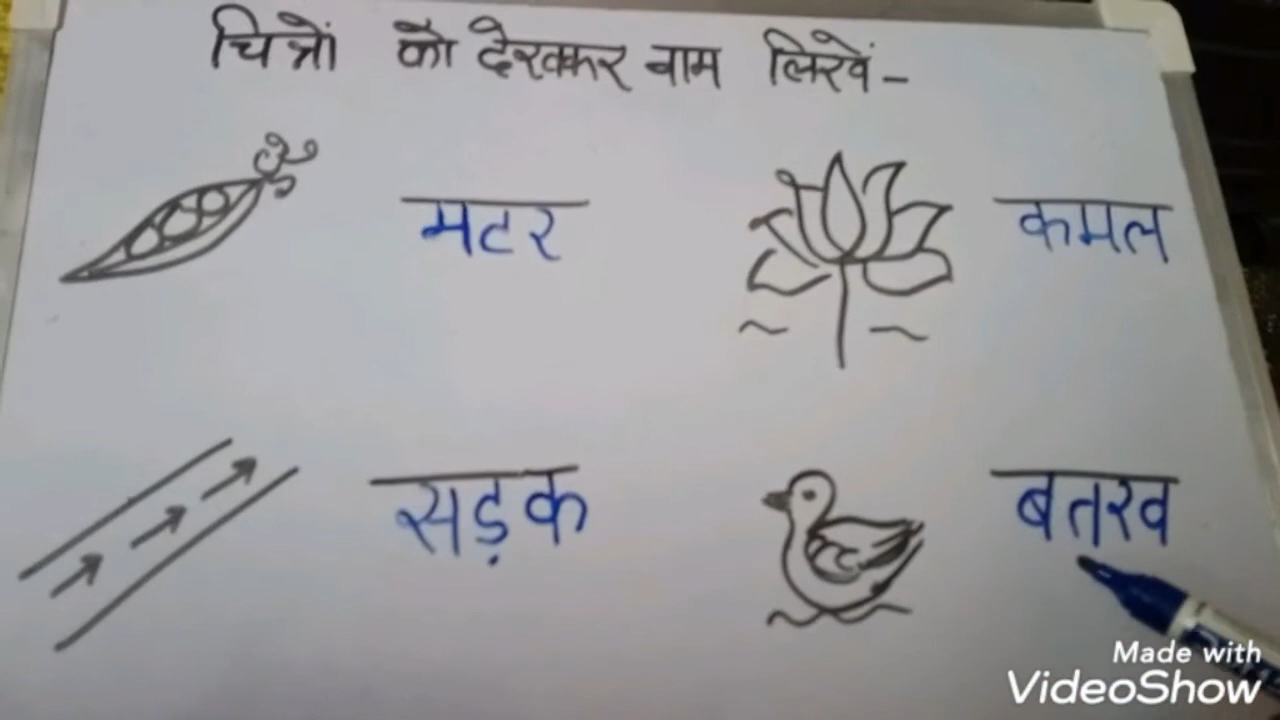 चित्रों को देखकर नाम लिखें-
मटर
कमल
सड़क
बतख
Made with
VideoShow